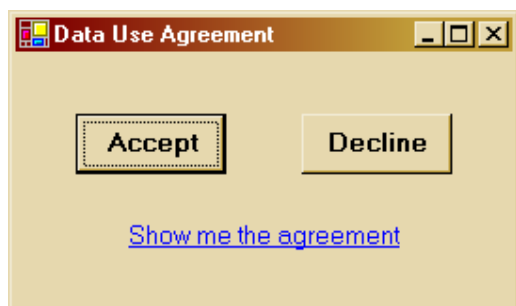 Data Use Agreement
Accept Decline
Show me the agreement